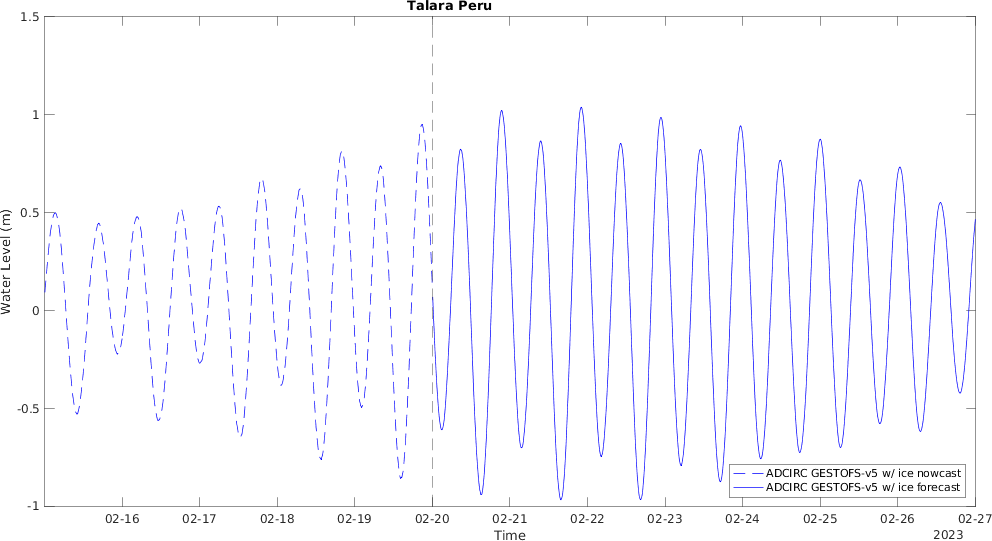 Talara Peru
Water Level (m)
1.5
1
0.5
0
-0.5
-1
ADCIRC GESTOFS-v5 w/ ice nowcast
ADCIRC GESTOFS-v5 w/ ice forecast
02-16 02-17 02-18 02-19 02-20 02-21 02-22 02-23 02-24 02-25 02-26 02-27
Time
2023